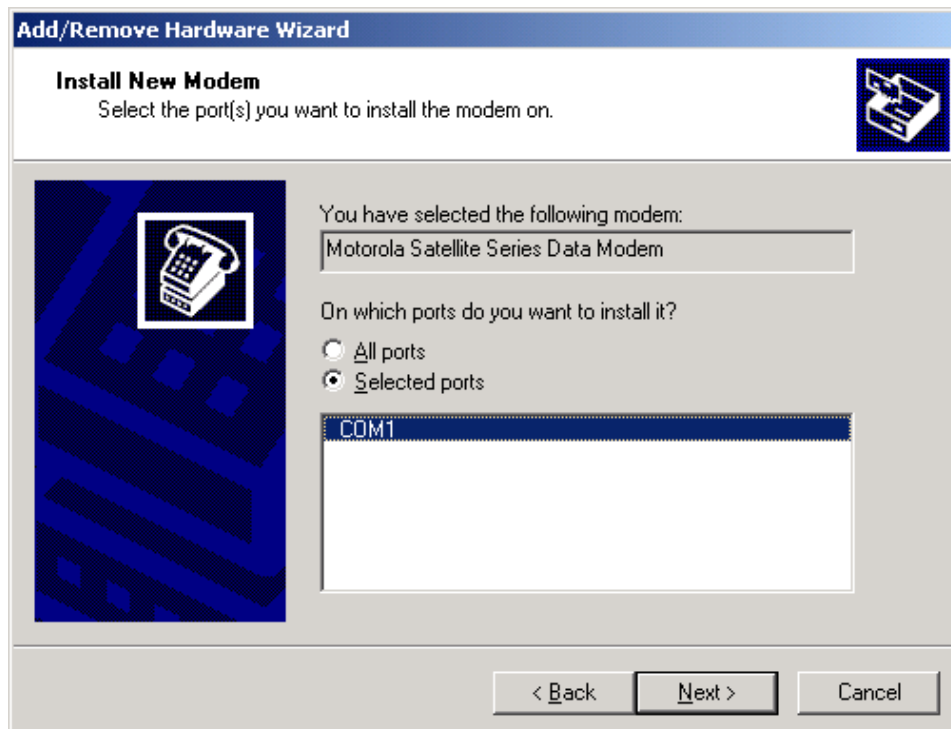 Add/Remove Hardware Wizard
Install New Modem
Select the port(s) you want to install the modem on.
You have selected the following modem:
Motorola Satellite Series Data Modem
On which ports do you want to install it?
All ports
Selected ports
COM1
< Back Next > Cancel